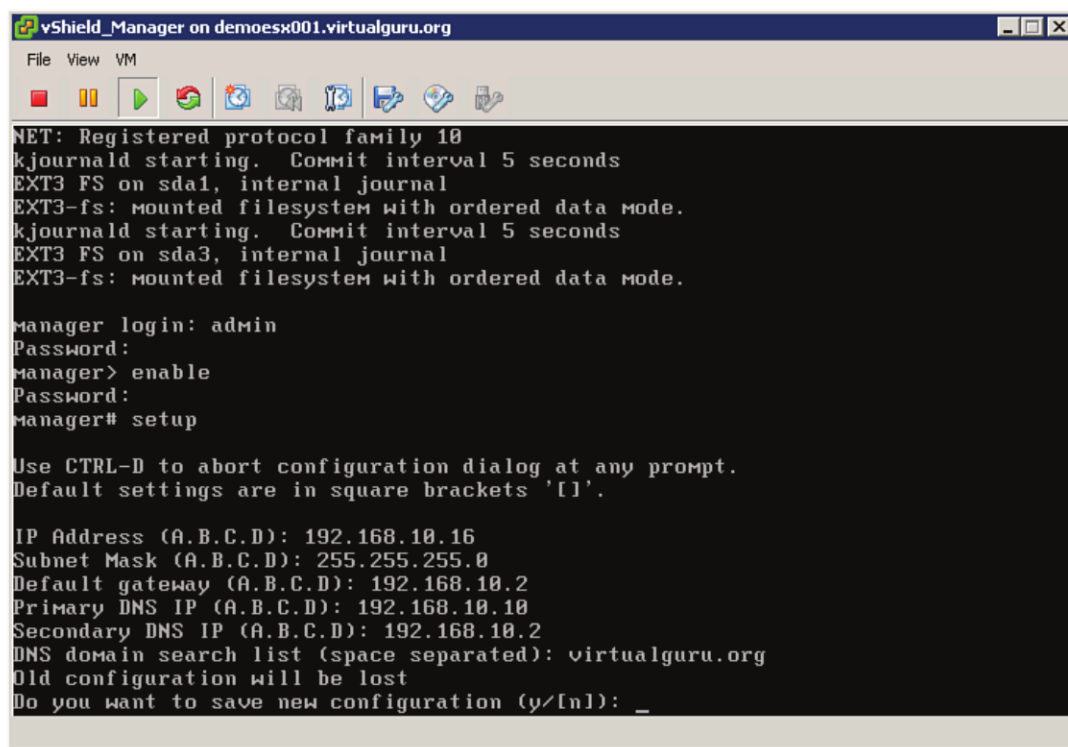 vShield_Manager on demoesx001.virtualguru.org
File View VM
NET: Registered protocol family 10
kjournald starting.  Commit interval 5 seconds
EXT3 FS on sda1, internal journal
EXT3-fs: mounted filesystem with ordered data mode.
kjournald starting.  Commit interval 5 seconds
EXT3 FS on sda3, internal journal
EXT3-fs: mounted filesystem with ordered data mode.
manager login: admin
Password:
manager> enable
Password:
manager# setup
Use CTRL-D to abort configuration dialog at any prompt.
Default settings are in square brackets '[]'.
IP Address (A.B.C.D): 192.168.10.16
Subnet Mask (A.B.C.D): 255.255.255.0
Default gateway (A.B.C.D): 192.168.10.2
Primary DNS IP (A.B.C.D): 192.168.10.10
Secondary DNS IP (A.B.C.D): 192.168.10.2
DNS domain search list (space separated): virtualguru.org
Old configuration will be lost
Do you want to save new configuration (y/[n]): _